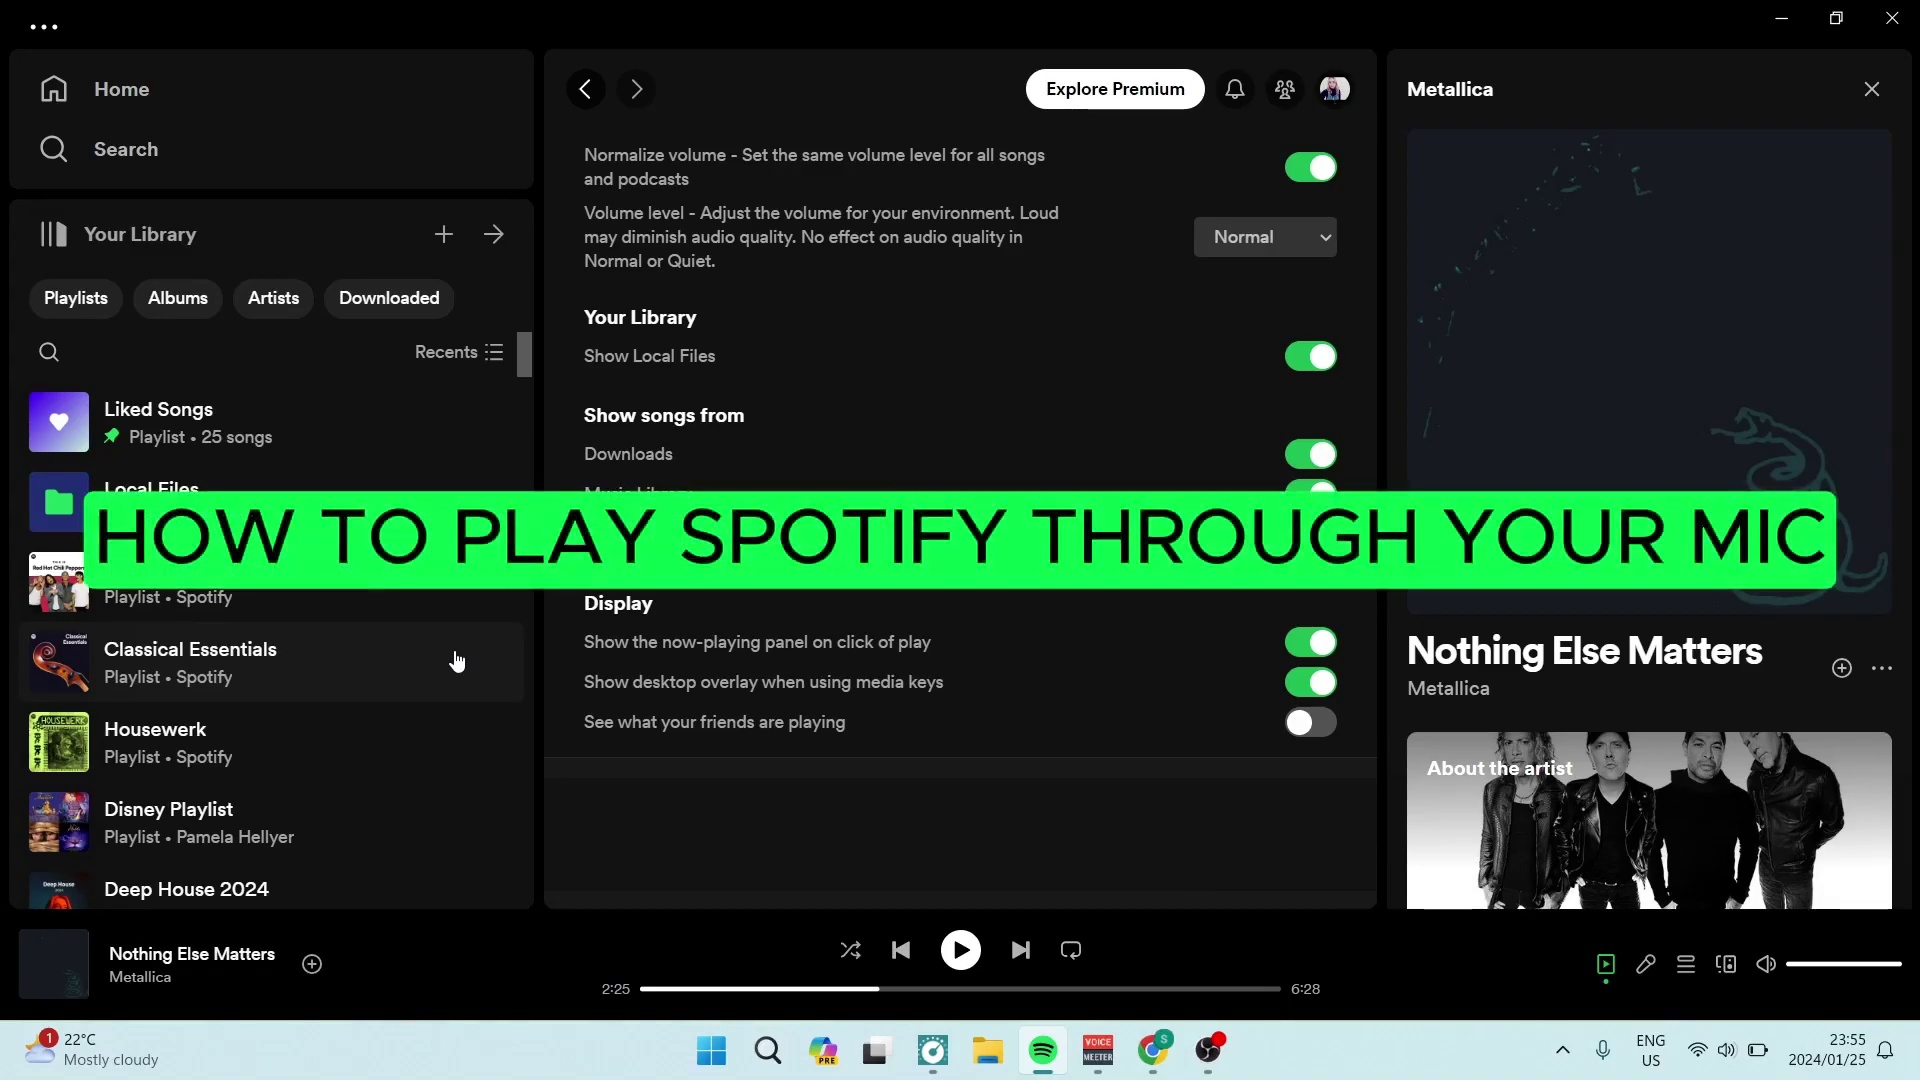 Home
Search
Your Library
Playlists
Albums
Artists
Downloaded
Recents
Liked Songs
Playlist • 25 songs
Local Files
Playlist • Spotify
Classical Essentials
Playlist • Spotify
Housewerk
Playlist • Spotify
Disney Playlist
Playlist • Pamela Hellyer
Deep House 2024
Explore Premium
Normalize volume - Set the same volume level for all songs
and podcasts
Volume level - Adjust the volume for your environment. Loud
may diminish audio quality. No effect on audio quality in
Normal or Quiet.
Normal
Your Library
Show Local Files
Show songs from
Downloads
Music Library
HOW TO PLAY SPOTIFY THROUGH YOUR MIC
Display
Show the now-playing panel on click of play
Show desktop overlay when using media keys
See what your friends are playing
Metallica
Nothing Else Matters
Metallica
About the artist
Nothing Else Matters
Metallica
2:25
6:28
1
22°C
Mostly cloudy
PRE
VOICE
MEETER
S
ENG
US
23:55
2024/01/25